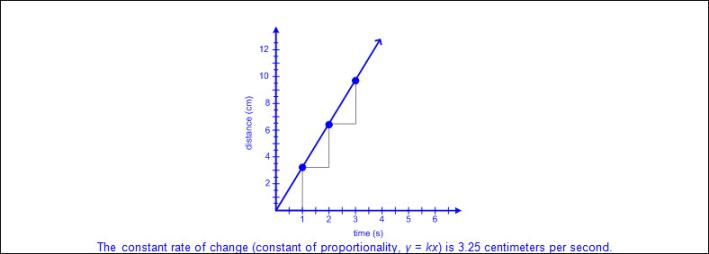 12
10
8
6
4
2
distance (cm)
1 2 3 4 5 6
time (s)
The constant rate of change (constant of proportionality, y = kx) is 3.25 centimeters per second.